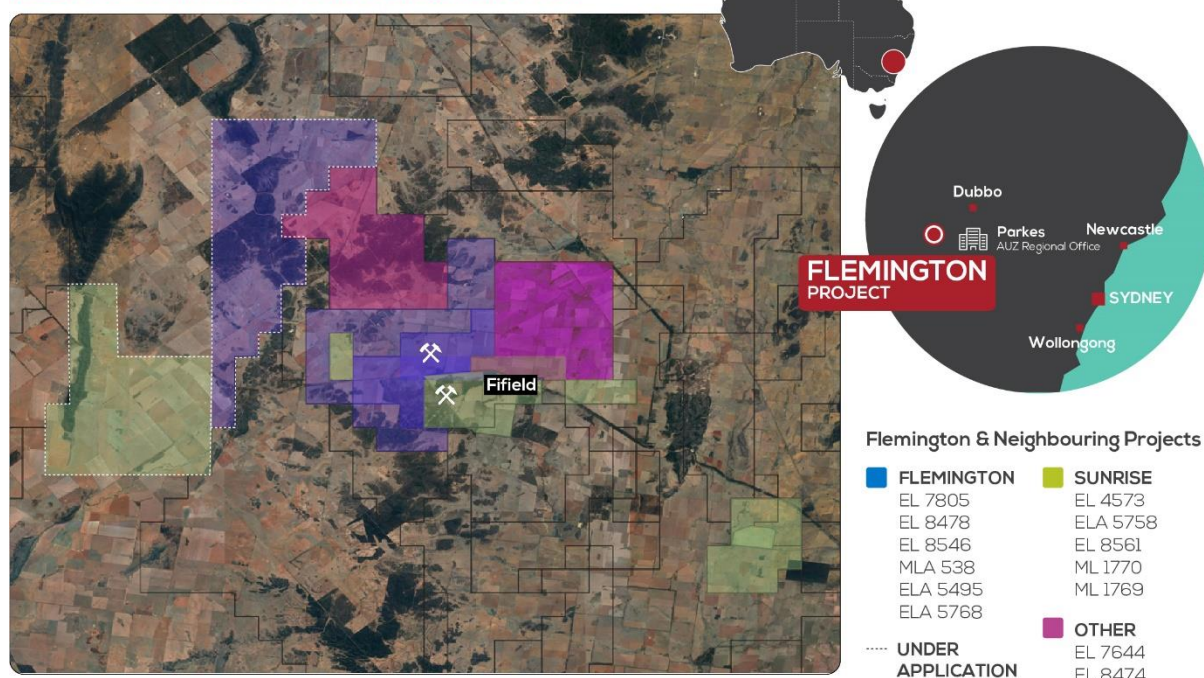 Fifield
Dubbo
Parkes
AUZ Regional Office
Newcastle
FLEMINGTON
PROJECT
SYDNEY
Wollongong
Flemington & Neighbouring Projects
FLEMINGTON
EL 7805
EL 8478
EL 8546
MLA 538
ELA 5495
ELA 5768
UNDER
APPLICATION
SUNRISE
EL 4573
ELA 5758
EL 8561
ML 1770
ML 1769
OTHER
EL 7644
EL 8474